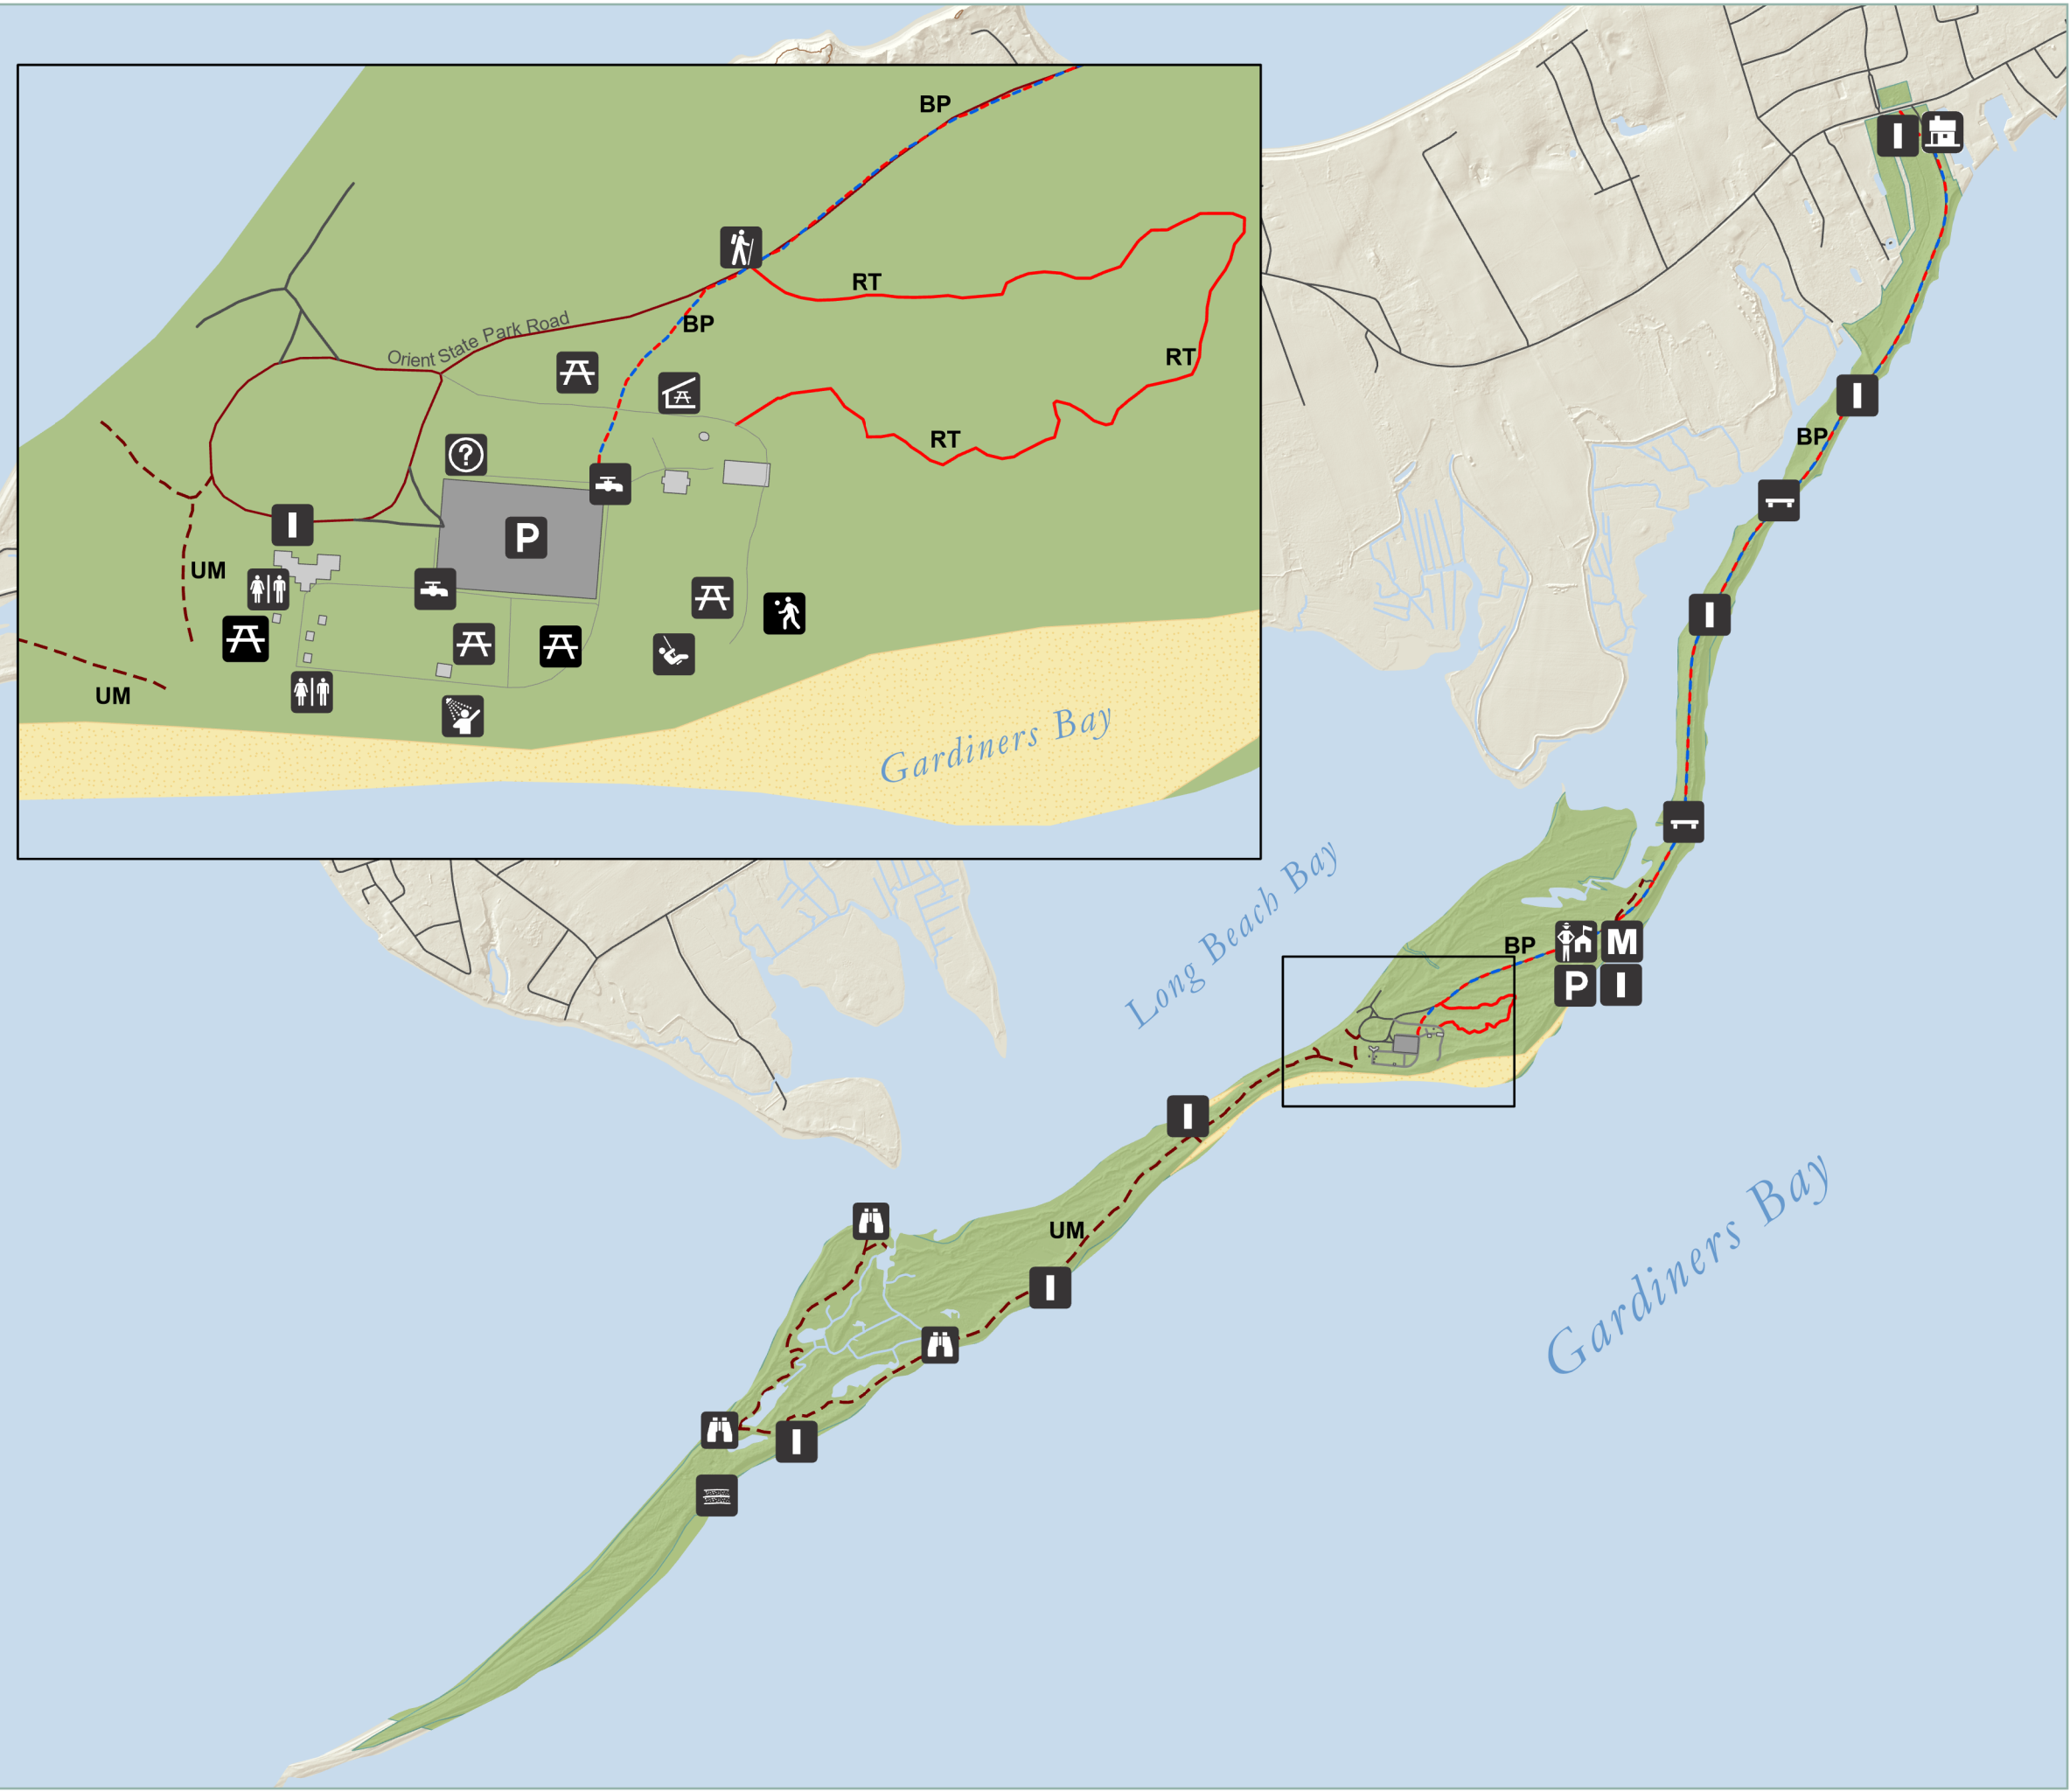 BP
RT
BP
Orient State Park Road
RT
RT
?
I
P
UM
UM
Gardiners Bay
I
I
BP
I
Long Beach Bay
BP
M
P
I
I
UM
I
Gardiners Bay
I